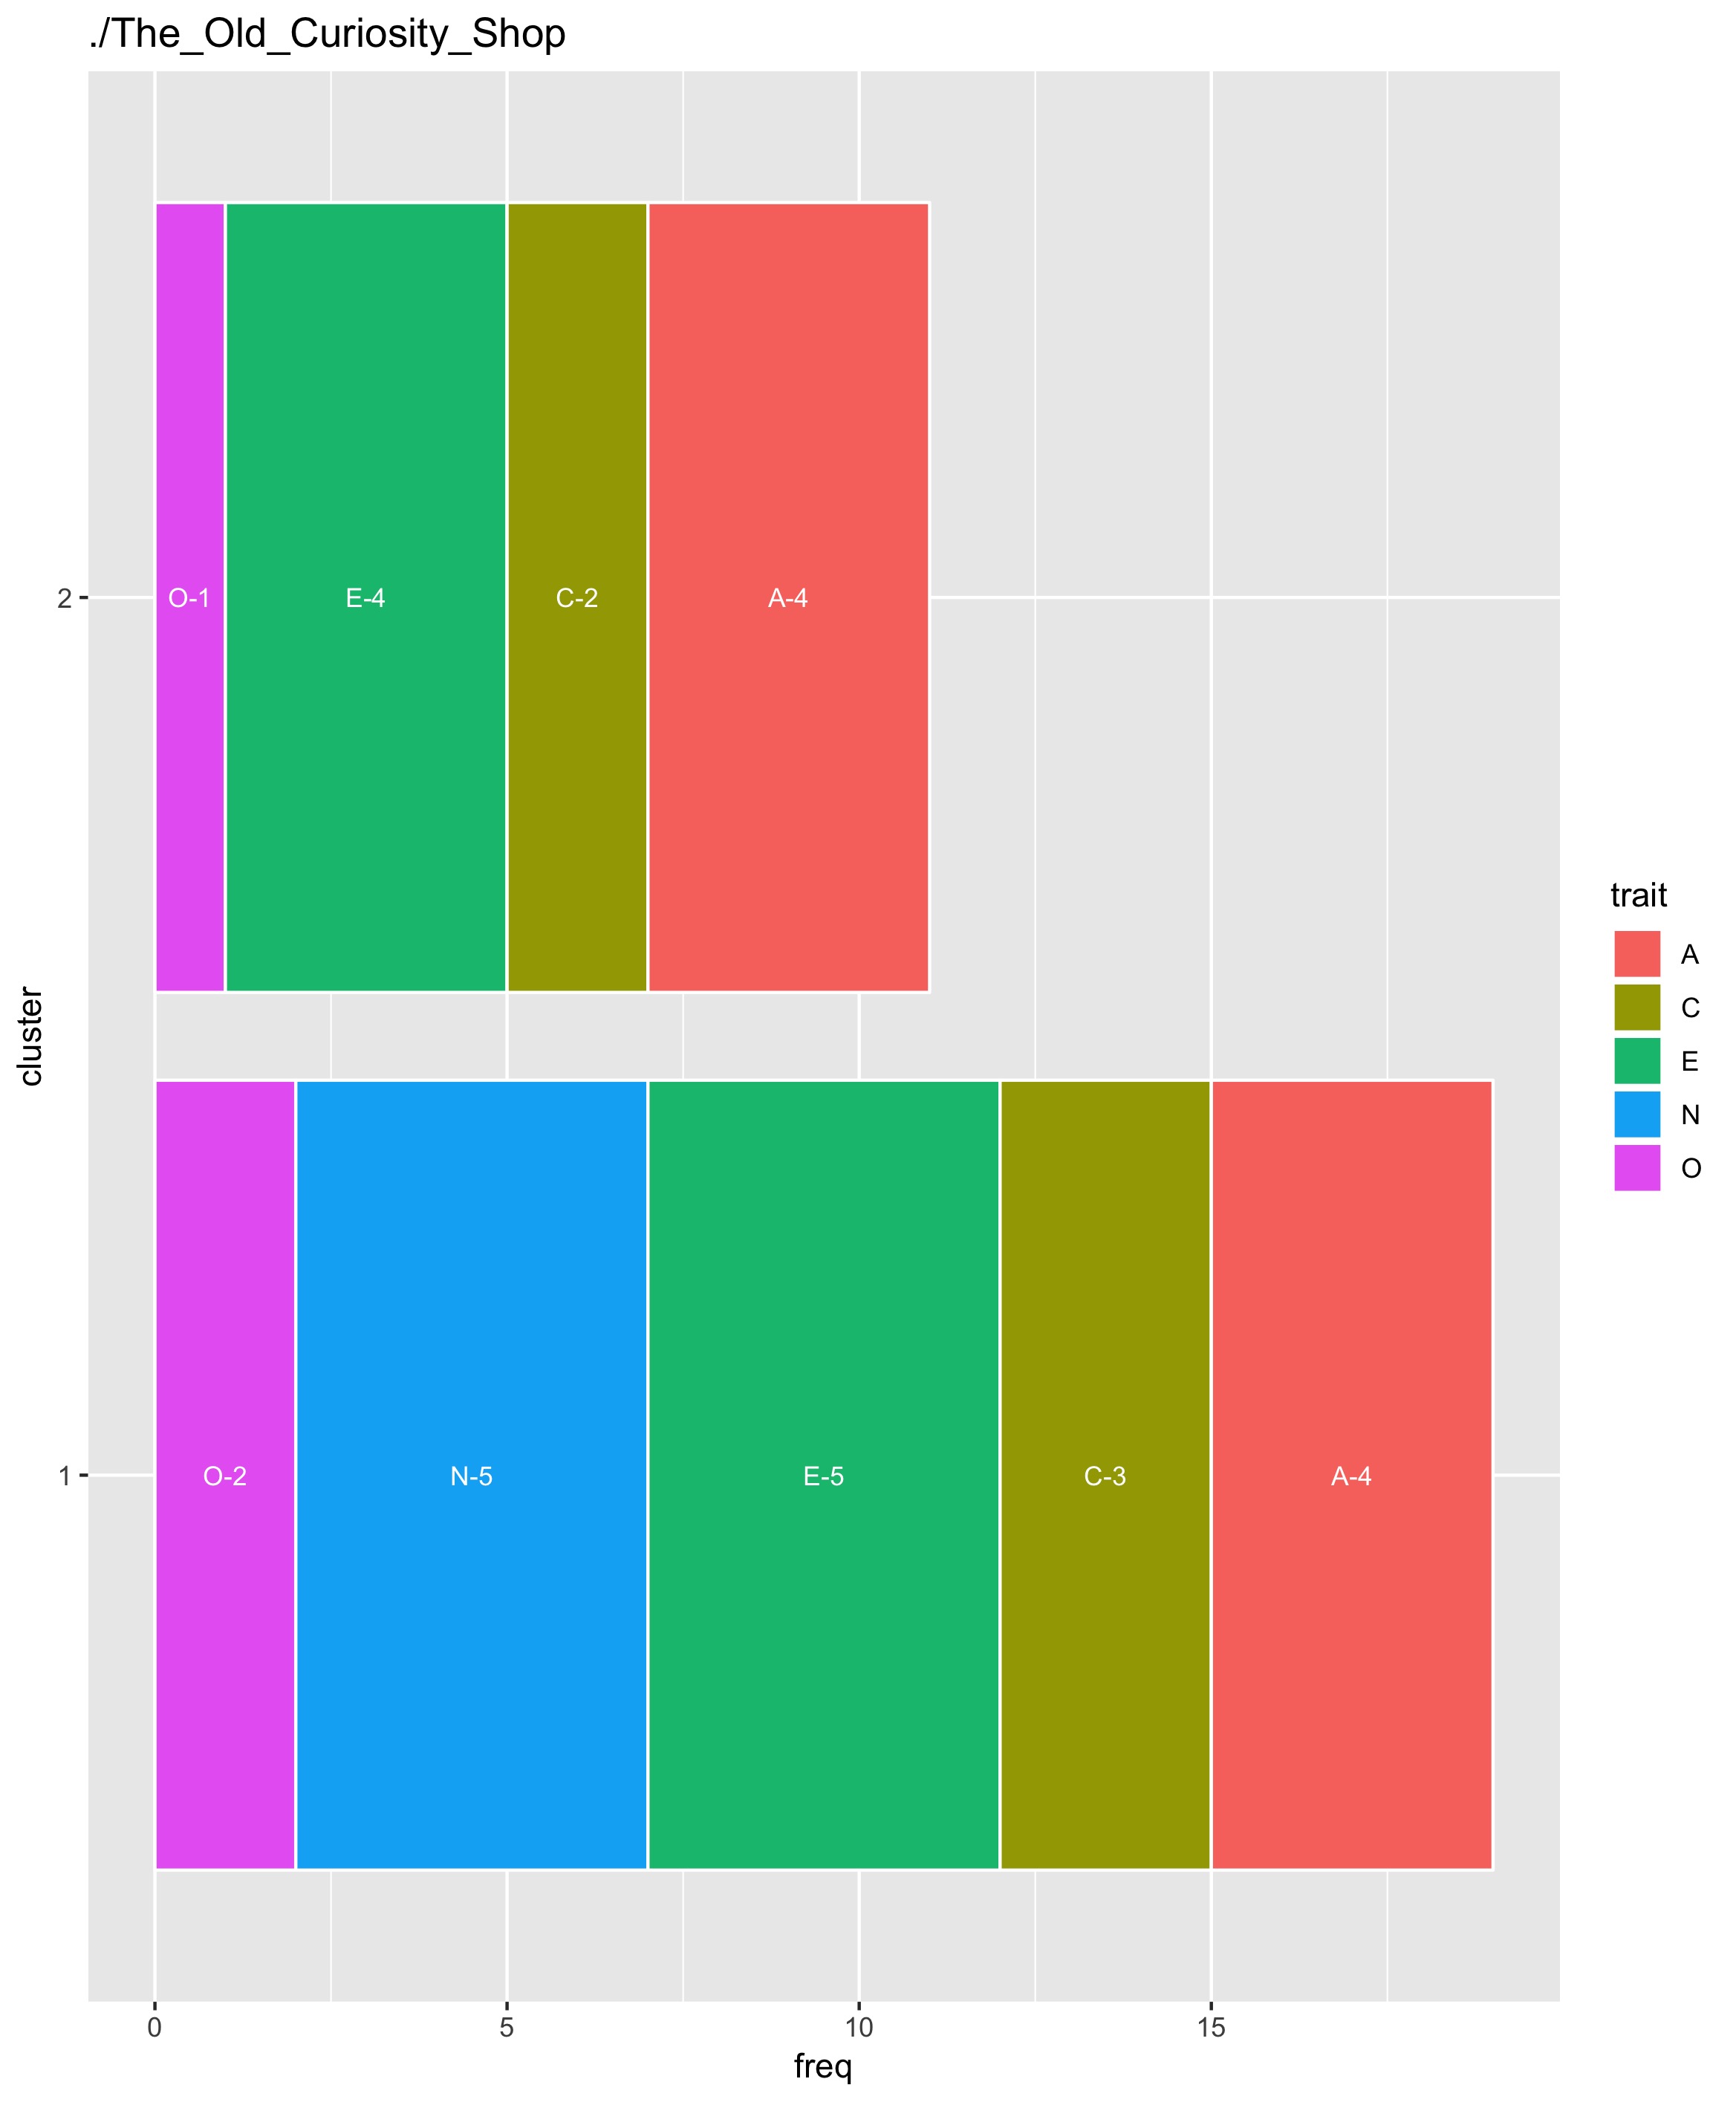 ./The_Old_Curiosity_Shop
2
O-1 E-4 C-2 A-4
cluster
trait
A
C
E
N
O
1
O-2 N-5 E-5 C-3 A-4
0 5 10 15
freq